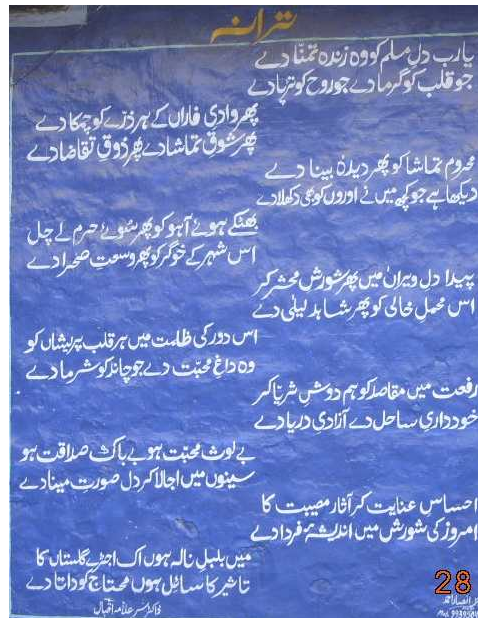 ترانہ
یارب دلِ مسلم کو وہ زندہ تمنّا دے
جو قلب کو گرما دے جو روح کو تڑپا دے
پھر وادیٔ فاراں کے ہر ذرّے کو چمکا دے
پھر شوقِ تماشا دے پھر ذوقِ تقاضا دے
محرومِ تماشا کو پھر دیدۂ بینا دے
دیکھا ہے جو کچھ میں نے اوروں کو بھی دکھلا دے
بھٹکے ہوئے آہو کو پھر سوئے حرم لے چل
اس شہر کے خوگر کو پھر وسعتِ صحرا دے
پیدا دلِ ویراں میں پھر شورشِ محشر کر
اس محملِ خالی کو پھر شاہدِ لیلیٰ دے
اس دور کی ظلمت میں ہر قلب پریشاں کو
وہ داغِ محبّت دے جو چاند کو شرما دے
رفعت میں مقاصد کو ہم دوشِ ثریّا کر
خودداریِ ساحل دے آزادیِ دریا دے
بے لوث محبّت ہو بے باک صداقت ہو
سینوں میں اجالا کر دل صورتِ مینا دے
احساسِ عنایت کر آثارِ مصیبت کا
امروز کی شورش میں اندیشۂ فردا دے
میں بلبلِ نالہ ہوں اک اجڑے گلستاں کا
تاثیر کا سائل ہوں محتاج کو داتا دے
ڈاکٹر سر علامہ اقبال
28